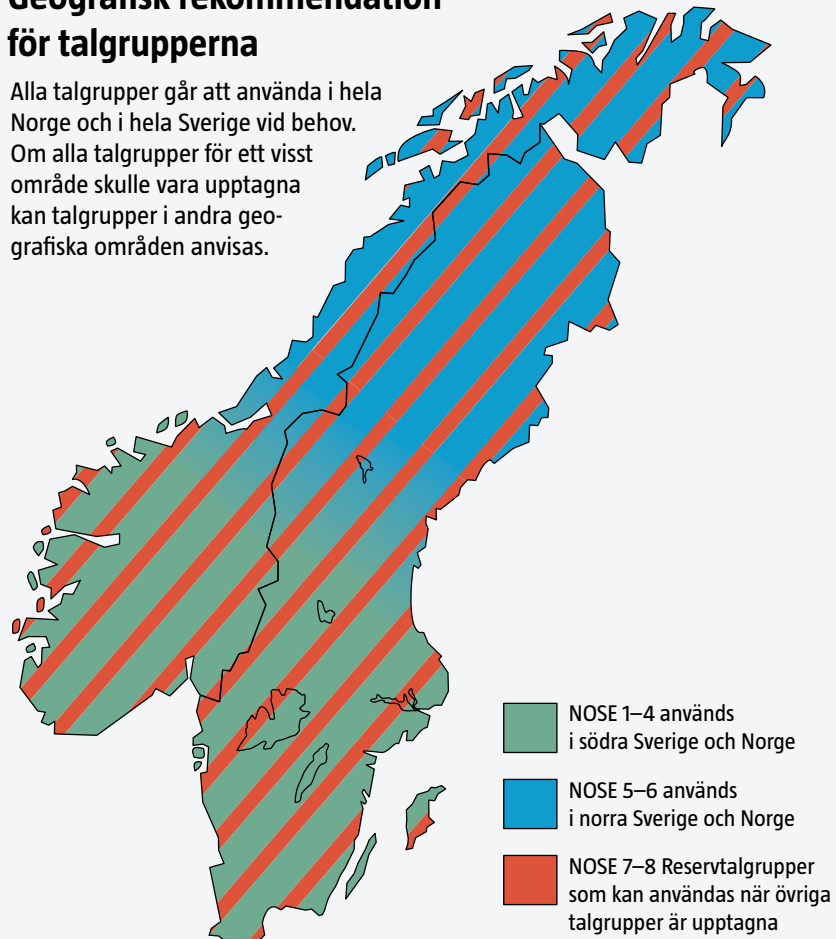 Geografisk rekommendation
för talgrupperna
Alla talgrupper går att använda i hela
Norge och i hela Sverige vid behov.
Om alla talgrupper för ett visst
område skulle vara upptagna
kan talgrupper i andra geo-
grafiska områden anvisas.
NOSE 1–4 används
i södra Sverige och Norge
NOSE 5–6 används
i norra Sverige och Norge
NOSE 7–8 Reservtalgrupper
som kan användas när övriga
talgrupper är upptagna